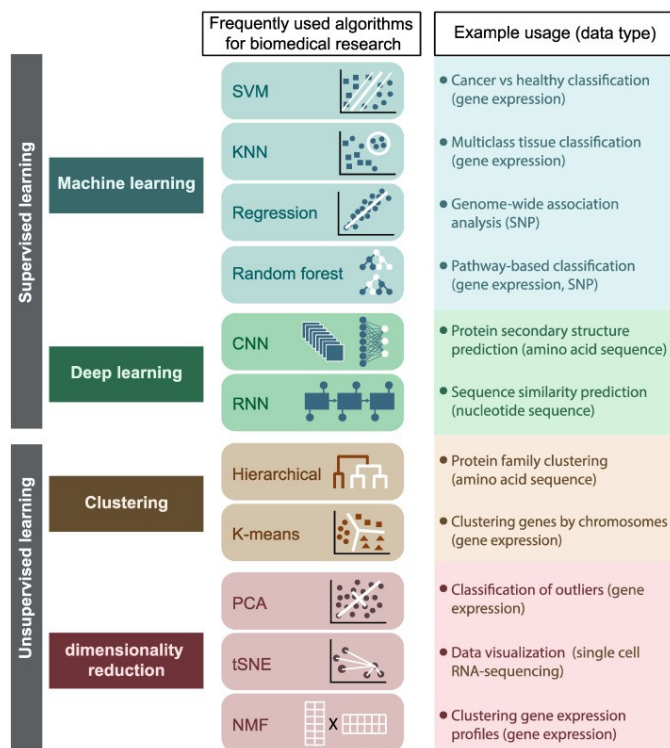 Frequently used algorithms
for biomedical research
Example usage (data type)
Supervised learning
Machine learning
SVM
• Cancer vs healthy classification
(gene expression)
KNN
• Multiclass tissue classification
(gene expression)
Regression
• Genome-wide association
analysis (SNP)
Random forest
• Pathway-based classification
(gene expression, SNP)
Deep learning
CNN
• Protein secondary structure
prediction (amino acid sequence)
RNN
• Sequence similarity prediction
(nucleotide sequence)
Unsupervised learning
Clustering
Hierarchical
• Protein family clustering
(amino acid sequence)
K-means
• Clustering genes by chromosomes
(gene expression)
dimensionality
reduction
PCA
• Classification of outliers (gene
expression)
tSNE
• Data visualization (single cell
RNA-sequencing)
NMF
X
• Clustering gene expression
profiles (gene expression)